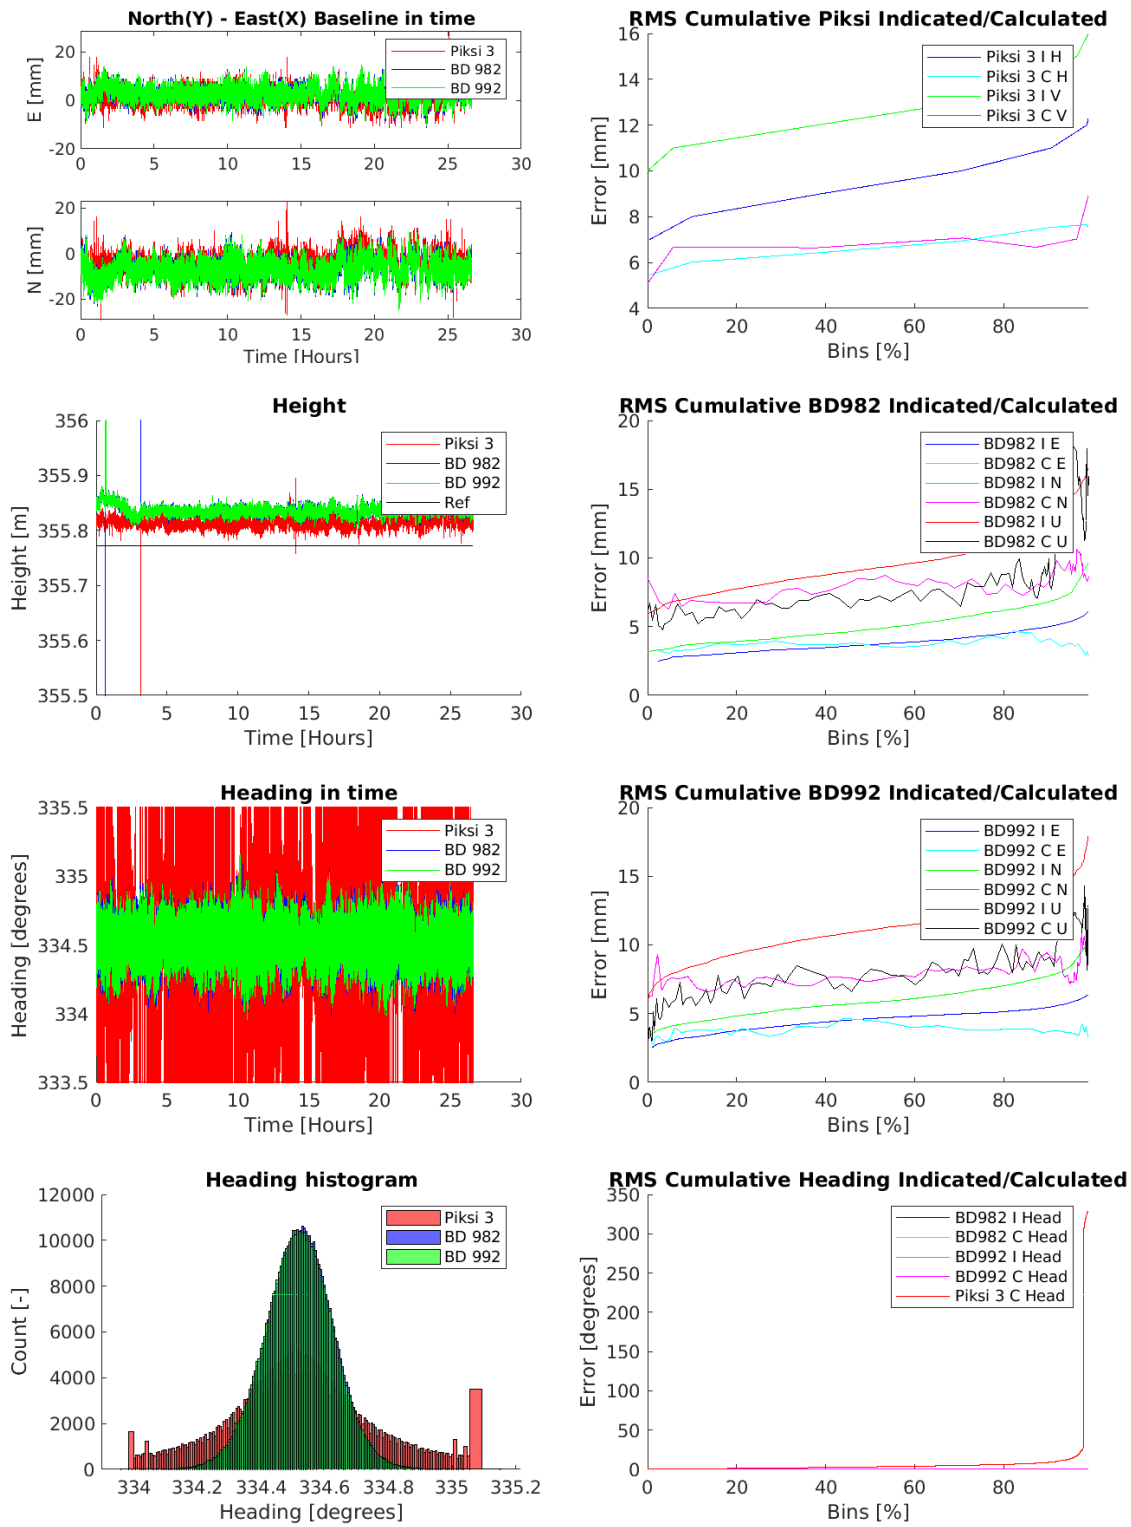 North(Y) - East(X) Baseline in time
E [mm]
20
0
-20
0 5 10 15 20 25 30
Piksi 3
BD 982
BD 992
N [mm]
20
0
-20
0 5 10 15 20 25 30
Time [Hours]
RMS Cumulative Piksi Indicated/Calculated
Error [mm]
16
14
12
10
8
6
4
0 20 40 60 80
Bins [%]
Piksi 3 I H
Piksi 3 C H
Piksi 3 I V
Piksi 3 C V
Height
Height [m]
356
355.9
355.8
355.7
355.6
355.5
0 5 10 15 20 25 30
Time [Hours]
Piksi 3
BD 982
BD 992
Ref
RMS Cumulative BD982 Indicated/Calculated
Error [mm]
20
15
10
5
0
0 20 40 60 80
Bins [%]
BD982 I E
BD982 C E
BD982 I N
BD982 C N
BD982 I U
BD982 C U
Heading in time
Heading [degrees]
335.5
335
334.5
334
333.5
0 5 10 15 20 25 30
Time [Hours]
Piksi 3
BD 982
BD 992
RMS Cumulative BD992 Indicated/Calculated
Error [mm]
20
15
10
5
0
0 20 40 60 80
Bins [%]
BD992 I E
BD992 C E
BD992 I N
BD992 C N
BD992 I U
BD992 C U
Heading histogram
Count [-]
12000
10000
8000
6000
4000
2000
0
334 334.2 334.4 334.6 334.8 335 335.2
Heading [degrees]
Piksi 3
BD 982
BD 992
RMS Cumulative Heading Indicated/Calculated
Error [degrees]
350
300
250
200
150
100
50
0
0 20 40 60 80
Bins [%]
BD982 I Head
BD982 C Head
BD992 I Head
BD992 C Head
Piksi 3 C Head